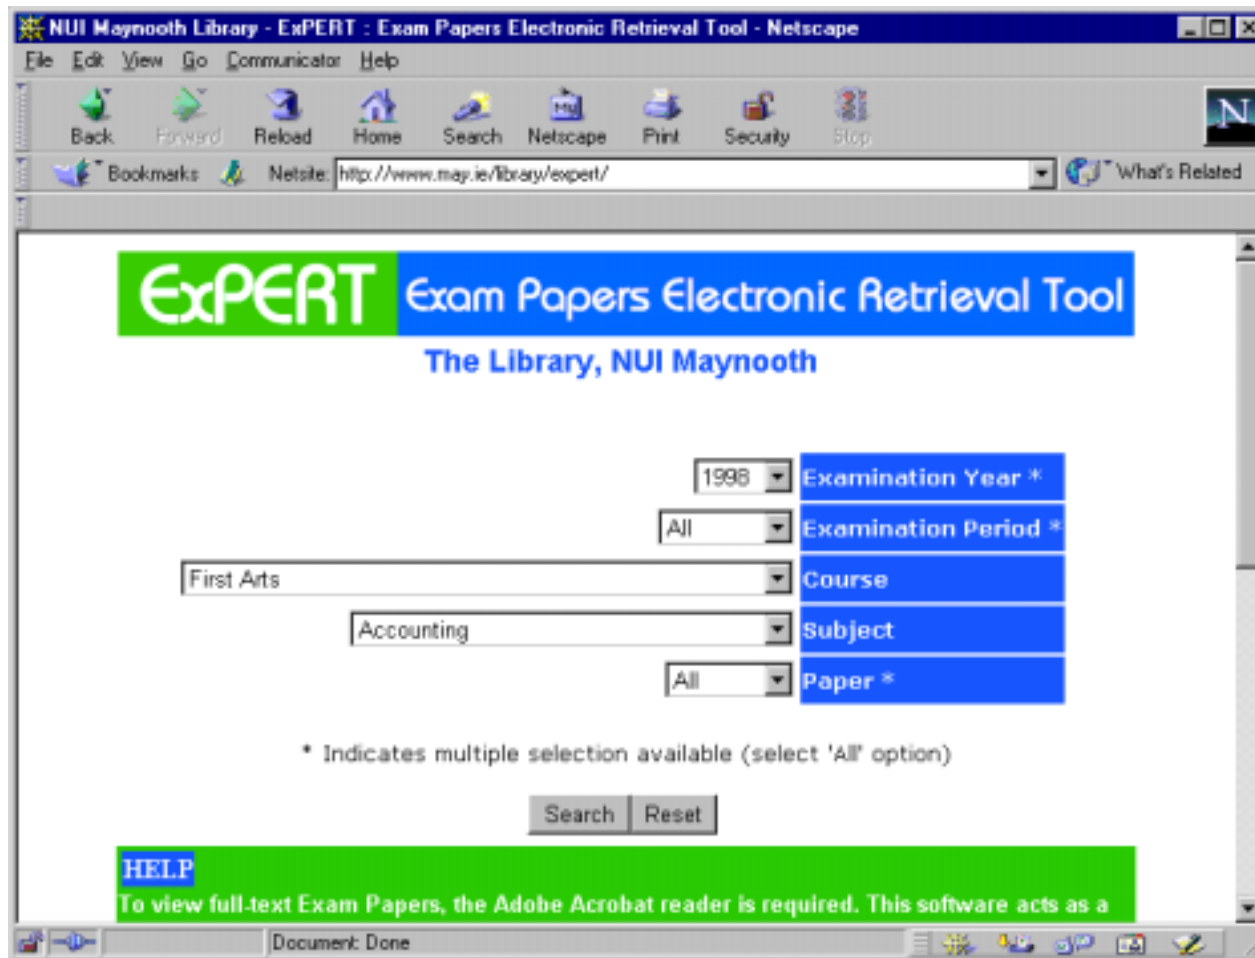 NUI Maynooth Library - ExPERT : Exam Papers Electronic Retrieval Tool - Netscape
File Edit View Go Communicator Help
Back Forward Reload Home Search Netscape Print Security Stop
N
Bookmarks Netsite: http://www.may.ie/library/expert/ What's Related
ExPERT Exam Papers Electronic Retrieval Tool
The Library, NUI Maynooth
1998 Examination Year *
All Examination Period *
First Arts Course
Accounting Subject
All Paper *
* Indicates multiple selection available (select 'All' option)
Search Reset
HELP
To view full-text Exam Papers, the Adobe Acrobat reader is required. This software acts as a
Document: Done